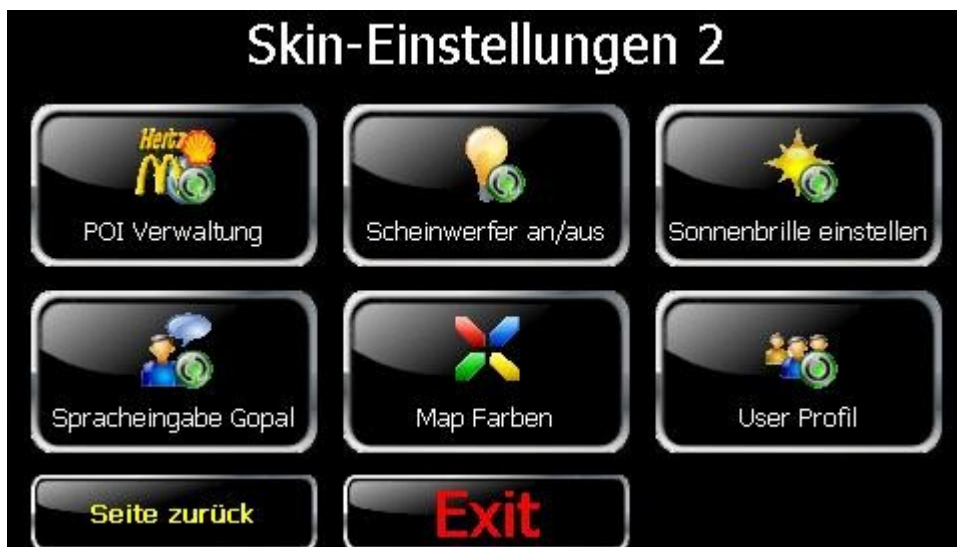 Skin-Einstellungen 2
Hertz
POI Verwaltung
Scheinwerfer an/aus
Sonnenbrille einstellen
Spracheingabe Gopal
Map Farben
User Profil
Seite zurück
Exit